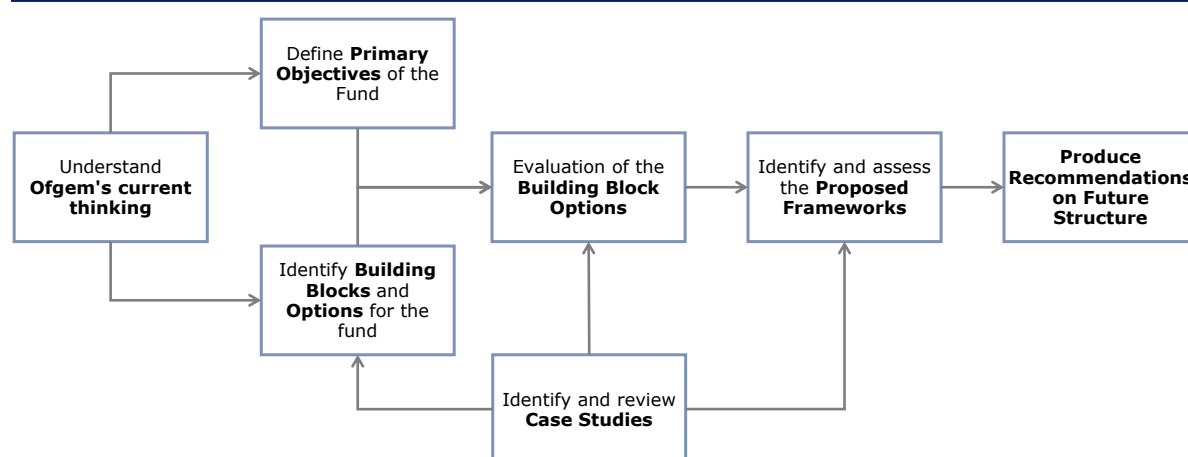 Define Primary
Objectives of the
Fund
Understand
Ofgem's current
thinking
Evaluation of the
Building Block
Options
Identify and assess
the Proposed
Frameworks
Produce
Recommendations
on Future
Structure
Identify Building
Blocks and
Options for the
fund
Identify and review
Case Studies